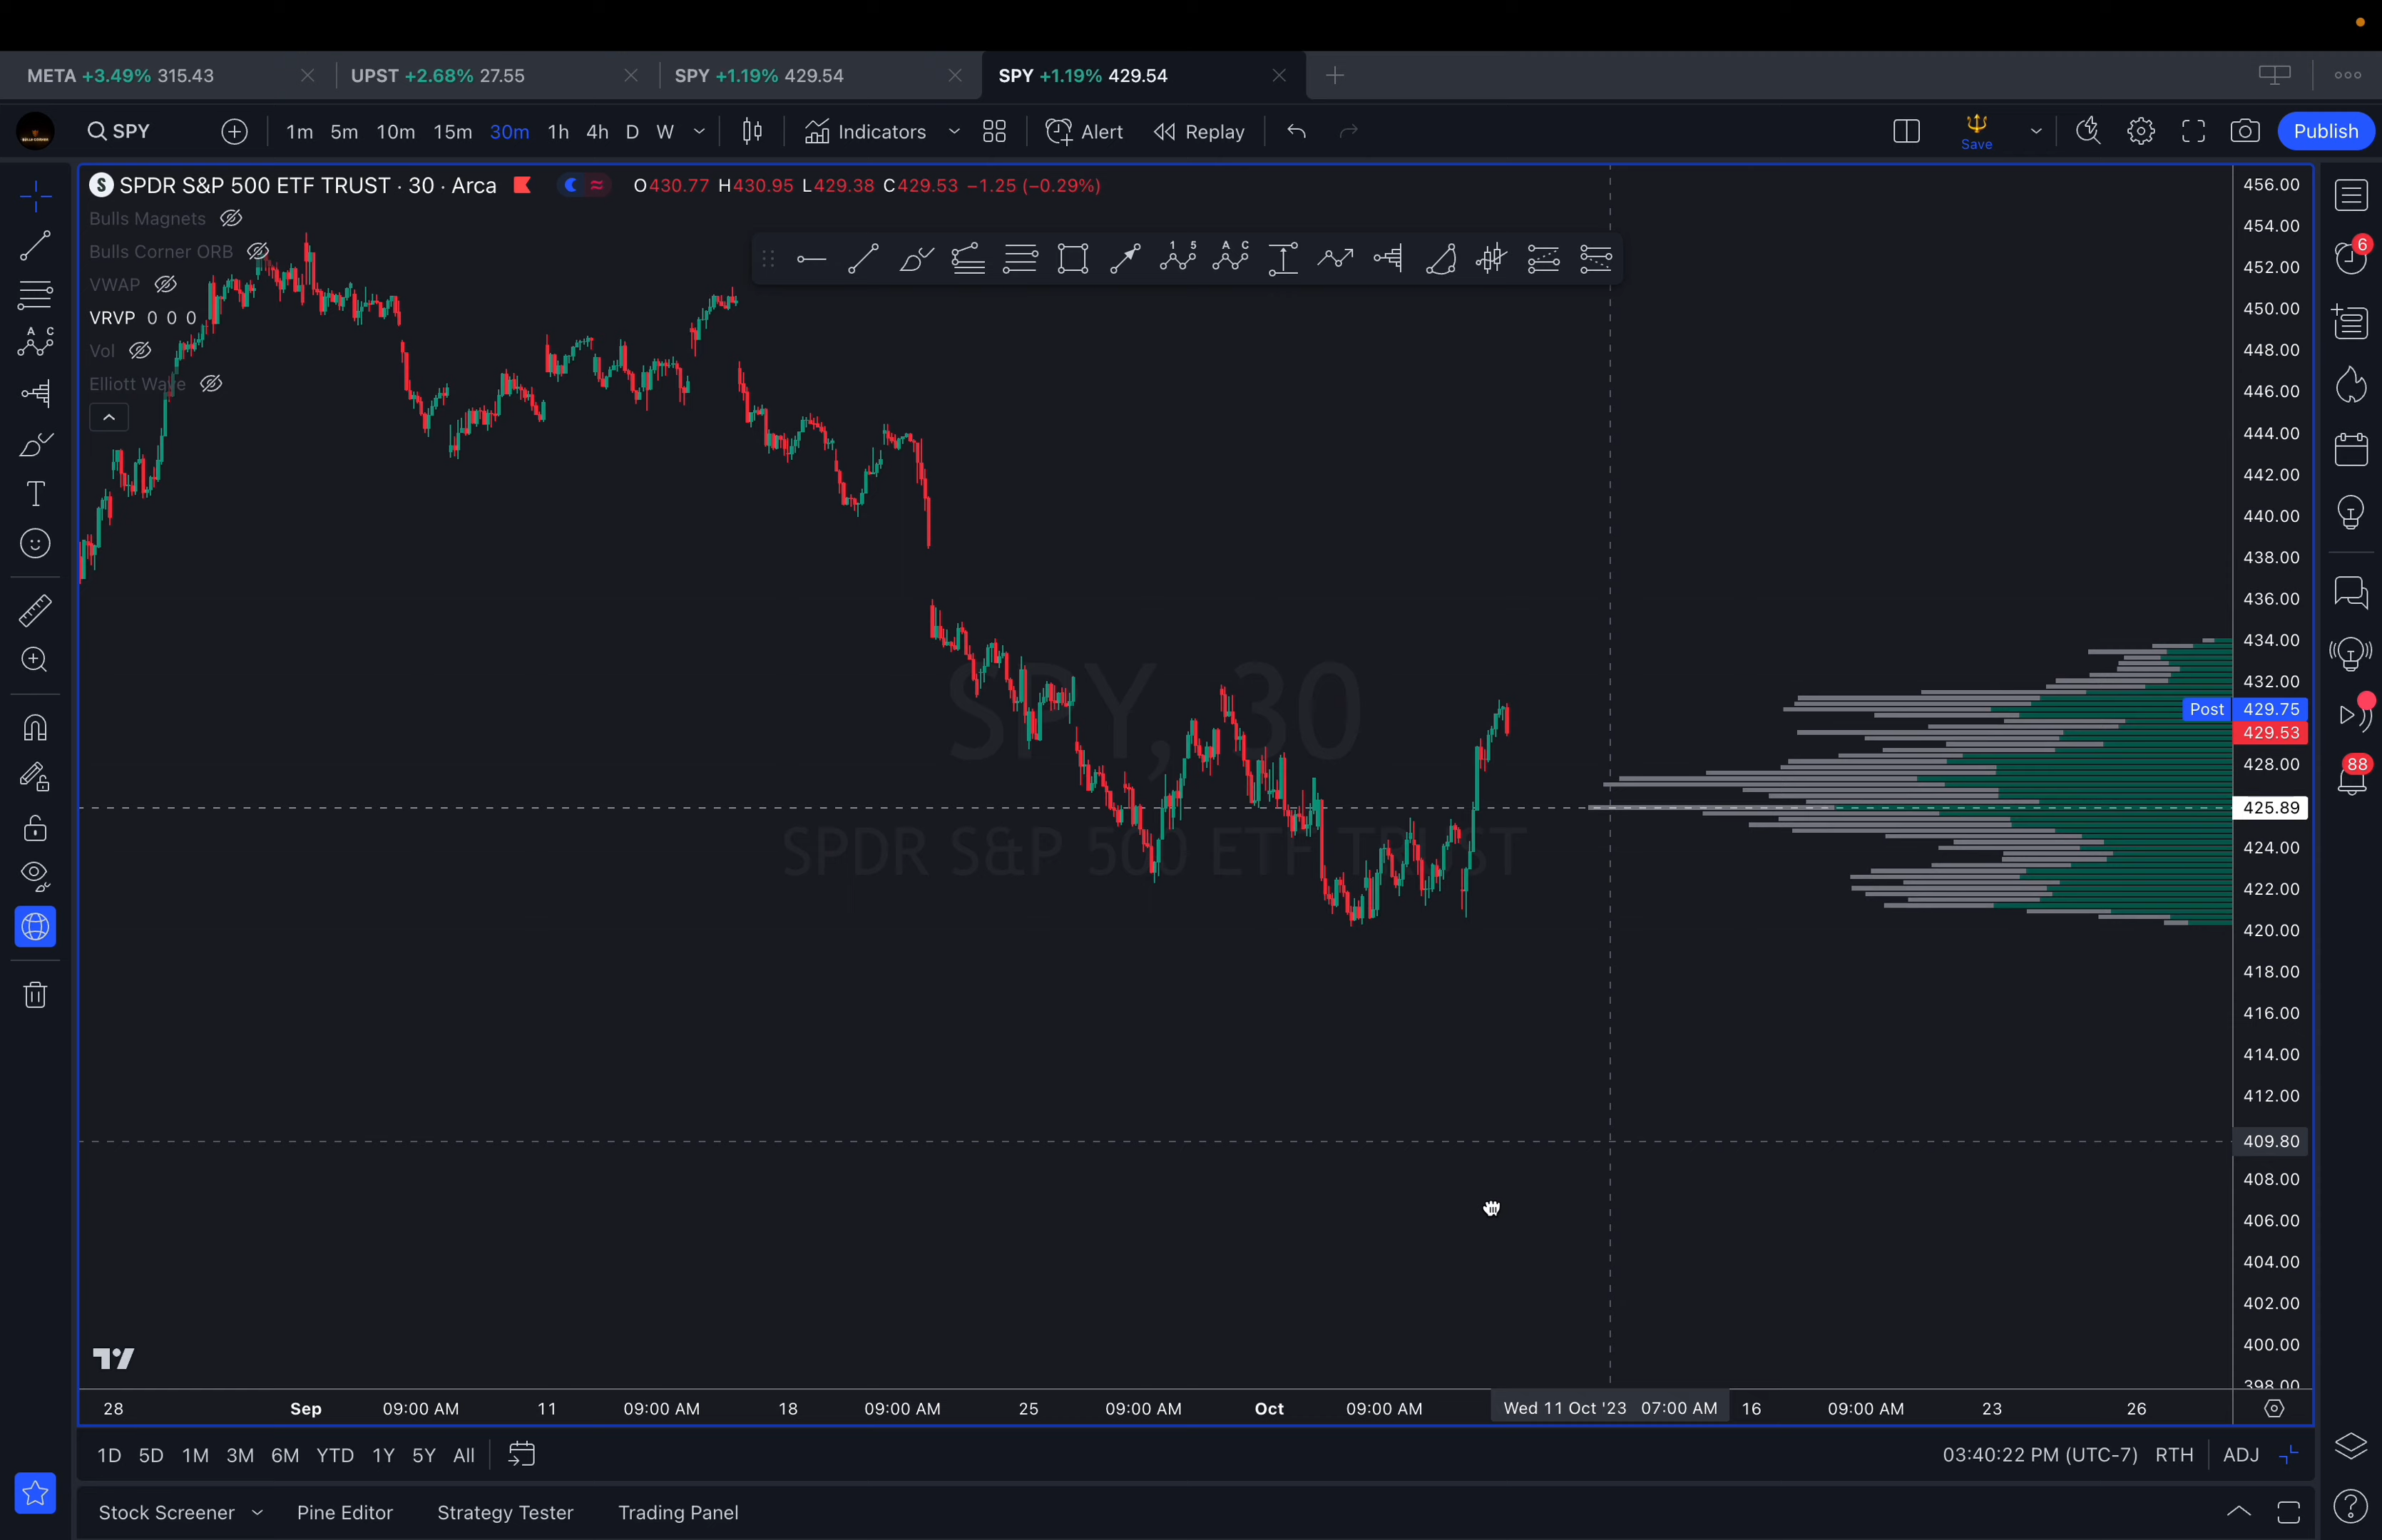 META +3.49% 315.43
UPST +2.68% 27.55
SPY +1.19% 429.54
SPY +1.19% 429.54
SPY
1m 5m 10m 15m 30m 1h 4h D W
Indicators
Alert
Replay
Save
Publish
SPDR S&P 500 ETF TRUST · 30 · Arca
O430.77 H430.95 L429.38 C429.53 −1.25 (−0.29%)
Bulls Magnets
Bulls Corner ORB
VWAP
VRVP 0 0 0
Vol
Elliott Wave
SPY, 30
SPDR S&P 500 ETF TRUST
456.00
454.00
452.00
450.00
448.00
446.00
444.00
442.00
440.00
438.00
436.00
434.00
432.00
Post 429.75
429.53
428.00
425.89
424.00
422.00
420.00
418.00
416.00
414.00
412.00
409.80
408.00
406.00
404.00
402.00
400.00
398.00
6
88
28 Sep 09:00 AM 11 09:00 AM 18 09:00 AM 25 09:00 AM Oct 09:00 AM Wed 11 Oct '23 07:00 AM 16 09:00 AM 23 26
1D 5D 1M 3M 6M YTD 1Y 5Y All
03:40:22 PM (UTC-7) RTH ADJ
Stock Screener Pine Editor Strategy Tester Trading Panel